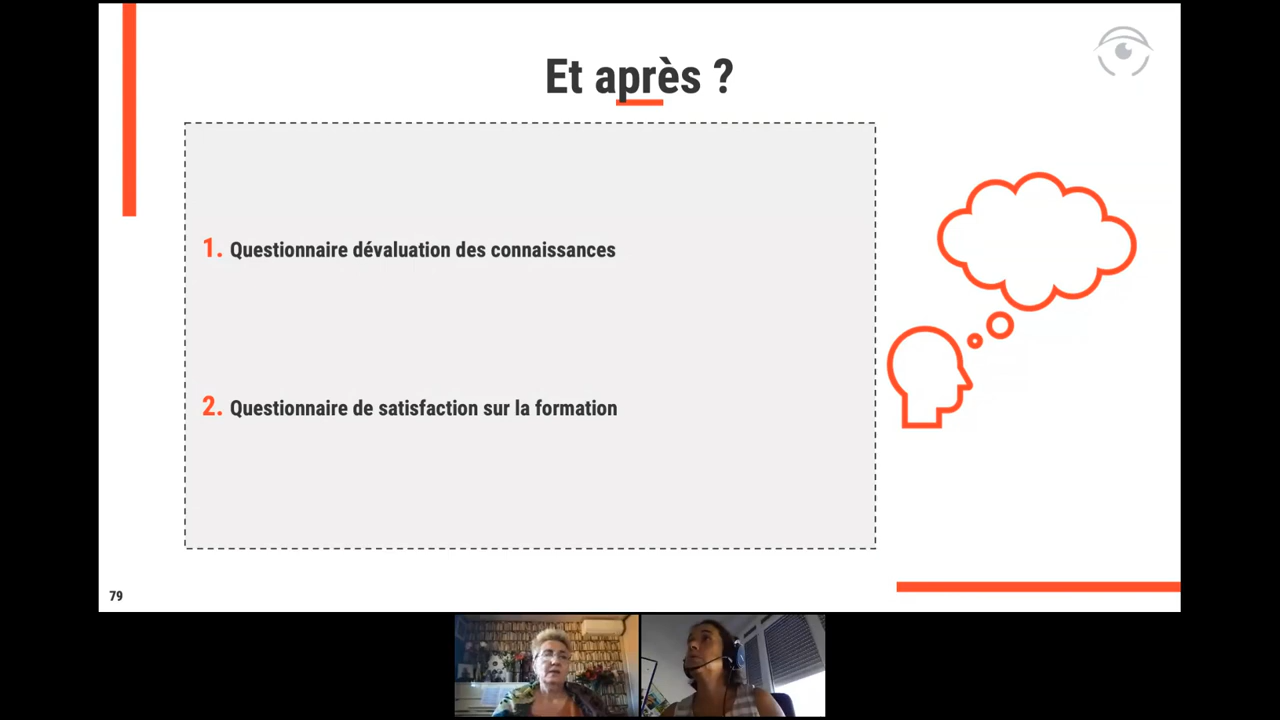 Et après ?
1. Questionnaire dévaluation des connaissances
2. Questionnaire de satisfaction sur la formation
79